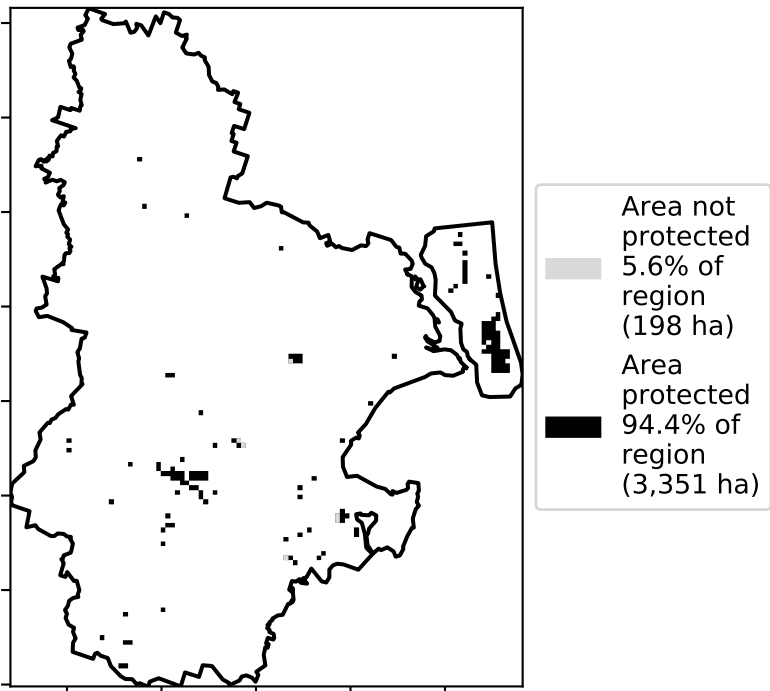 Area not
protected
5.6% of
region
(198 ha)
Area
protected
94.4% of
region
(3,351 ha)